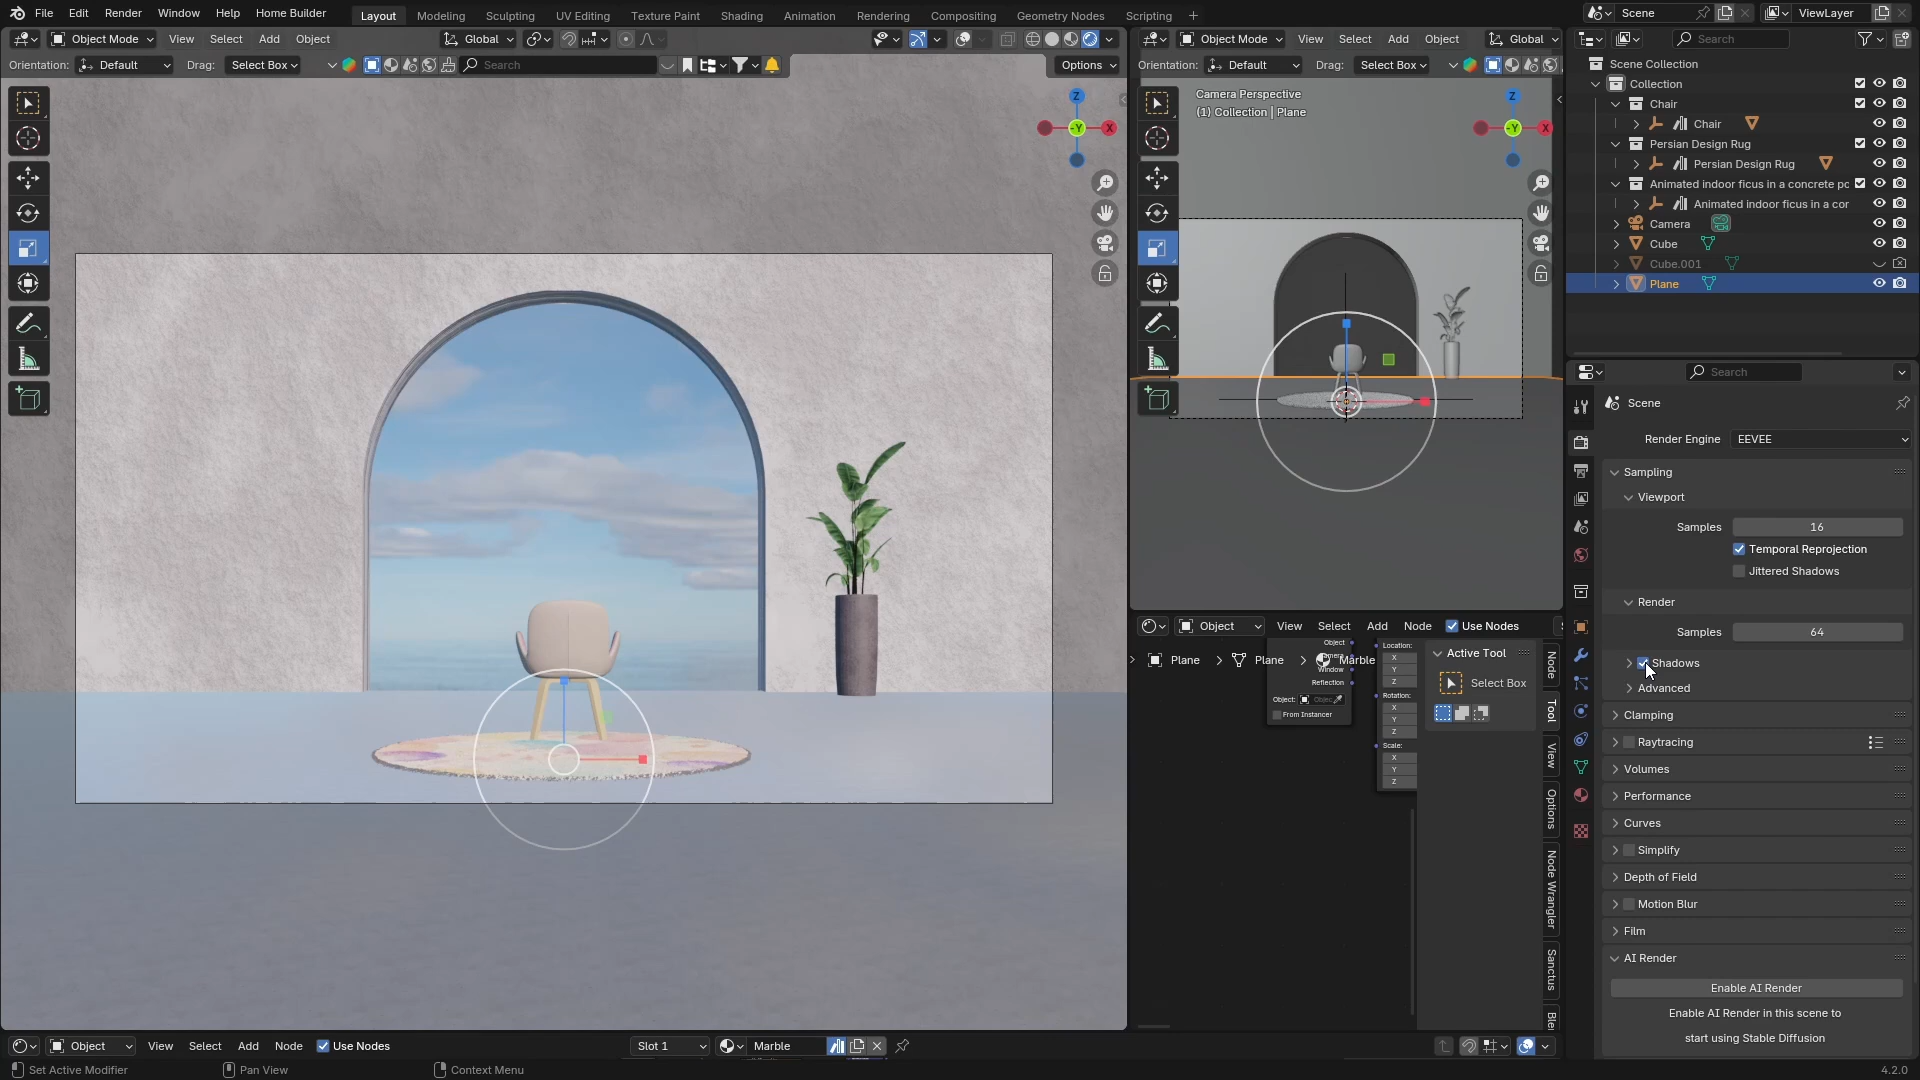 File Edit Render Window Help Home Builder Layout Modeling Sculpting UV Editing Texture Paint Shading Animation Rendering Compositing Geometry Nodes Scripting + Scene ViewLayer
Object Mode View Select Add Object Global
Orientation: Default Drag: Select Box Search Options
Z
-Y
X
Object Mode View Select Add Object Global
Orientation: Default Drag: Select Box
Camera Perspective
(1) Collection | Plane
Z
-Y
X
Search
Scene Collection
Collection
Chair
Chair
Persian Design Rug
Persian Design Rug
Animated indoor ficus in a concrete po
Animated indoor ficus in a cor
Camera
Cube
Cube.001
Plane
Search
Scene
Render Engine EEVEE
Sampling
Viewport
Samples 16
Temporal Reprojection
Jittered Shadows
Render
Samples 64
Shadows
Advanced
Clamping
Raytracing
Volumes
Performance
Curves
Simplify
Depth of Field
Motion Blur
Film
AI Render
Enable AI Render
Enable AI Render in this scene to
start using Stable Diffusion
Object View Select Add Node Use Nodes
Plane > Plane > Marble
Object
Window
Reflection
Object: Objec
From Instancer
Location:
X
Y
Z
Rotation:
X
Y
Z
Scale:
X
Y
Z
Active Tool
Select Box
Node
Tool
View
Options
Node Wrangler
Sanctus
Ble
Object View Select Add Node Use Nodes Slot 1 Marble
Set Active Modifier Pan View Context Menu 4.2.0